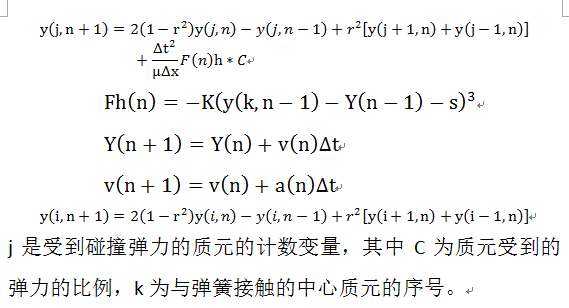 y(j,n + 1) = 2(1 − r²)y(j,n) − y(j,n − 1) + r²[y(j + 1,n) + y(j − 1,n)]
+ Δt²/μΔx F(n)h ∗ C
Fh(n) = −K(y(k,n − 1) − Y(n − 1) − s)³
Y(n + 1) = Y(n) + v(n)Δt
v(n + 1) = v(n) + a(n)Δt
y(i,n + 1) = 2(1 − r²)y(i,n) − y(i,n − 1) + r²[y(i + 1,n) + y(i − 1,n)]
j 是受到碰撞弹力的质元的计数变量，其中 C 为质元受到的
弹力的比例，k 为与弹簧接触的中心质元的序号。